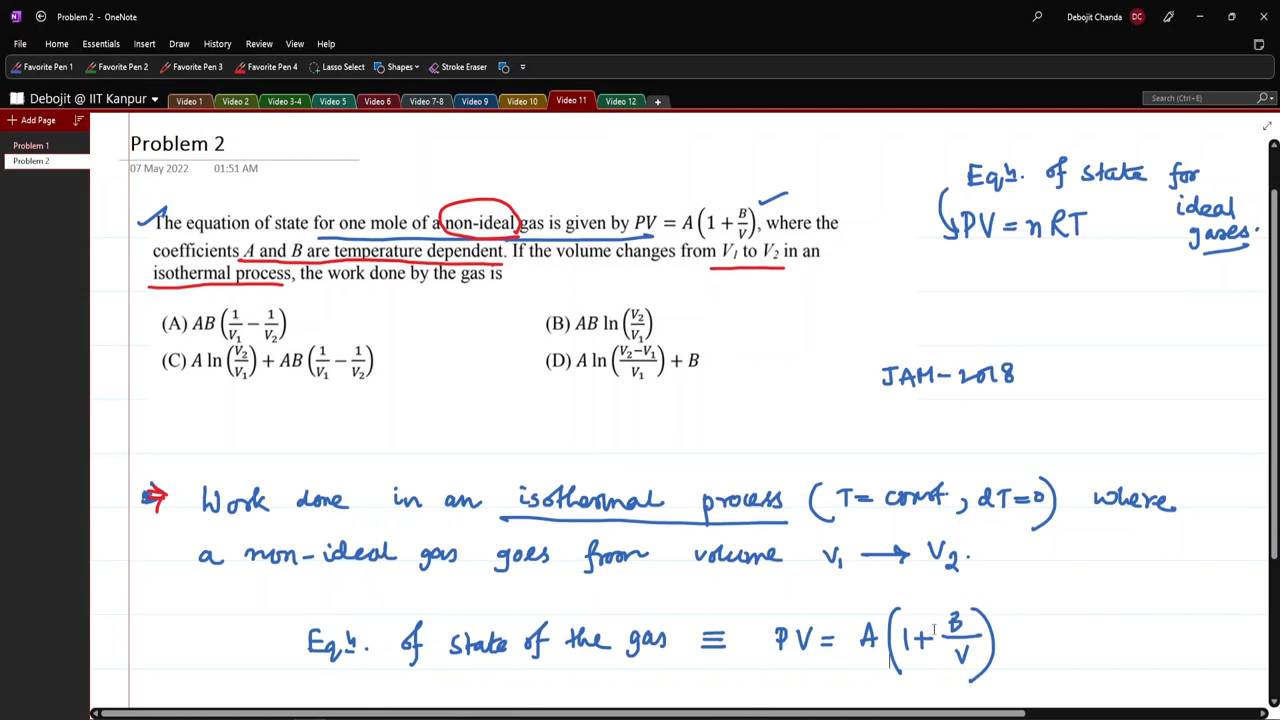 Problem 2 - OneNote
Debojit Chanda DC
File Home Essentials Insert Draw History Review View Help
Favorite Pen 1 Favorite Pen 2 Favorite Pen 3 Favorite Pen 4 Lasso Select Shapes Stroke Eraser
Debojit @ IIT Kanpur Video 1 Video 2 Video 3-4 Video 5 Video 6 Video 7-8 Video 9 Video 10 Video 11 Video 12 Search (Ctrl+E)
Add Page
Problem 1
Problem 2
Problem 2
07 May 2022 01:51 AM
Eqⁿ. of state for
ideal
gases.
PV = nRT
The equation of state for one mole of a non-ideal gas is given by PV = A(1 + B/V), where the
coefficients A and B are temperature dependent. If the volume changes from V₁ to V₂ in an
isothermal process, the work done by the gas is
(A) AB (1/V₁ − 1/V₂) (B) AB ln (V₂/V₁)
(C) A ln (V₂/V₁) + AB (1/V₁ − 1/V₂) (D) A ln ((V₂−V₁)/V₁) + B
JAM-2018
⇒ Work done in an isothermal process (T = const, dT=0) where
a non-ideal gas goes from volume V₁ → V₂.
Eqⁿ. of state of the gas ≡ PV = A(1 + B/V)